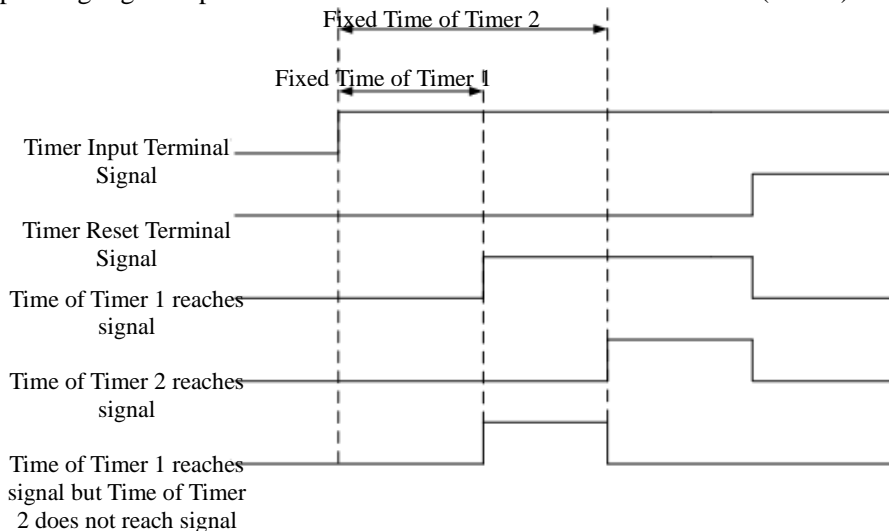 Fixed Time of Timer 2
Fixed Time of Timer 1
Timer Input Terminal
Signal
Timer Reset Terminal
Signal
Time of Timer 1 reaches
signal
Time of Timer 2 reaches
signal
Time of Timer 1 reaches
signal but Time of Timer
2 does not reach signal